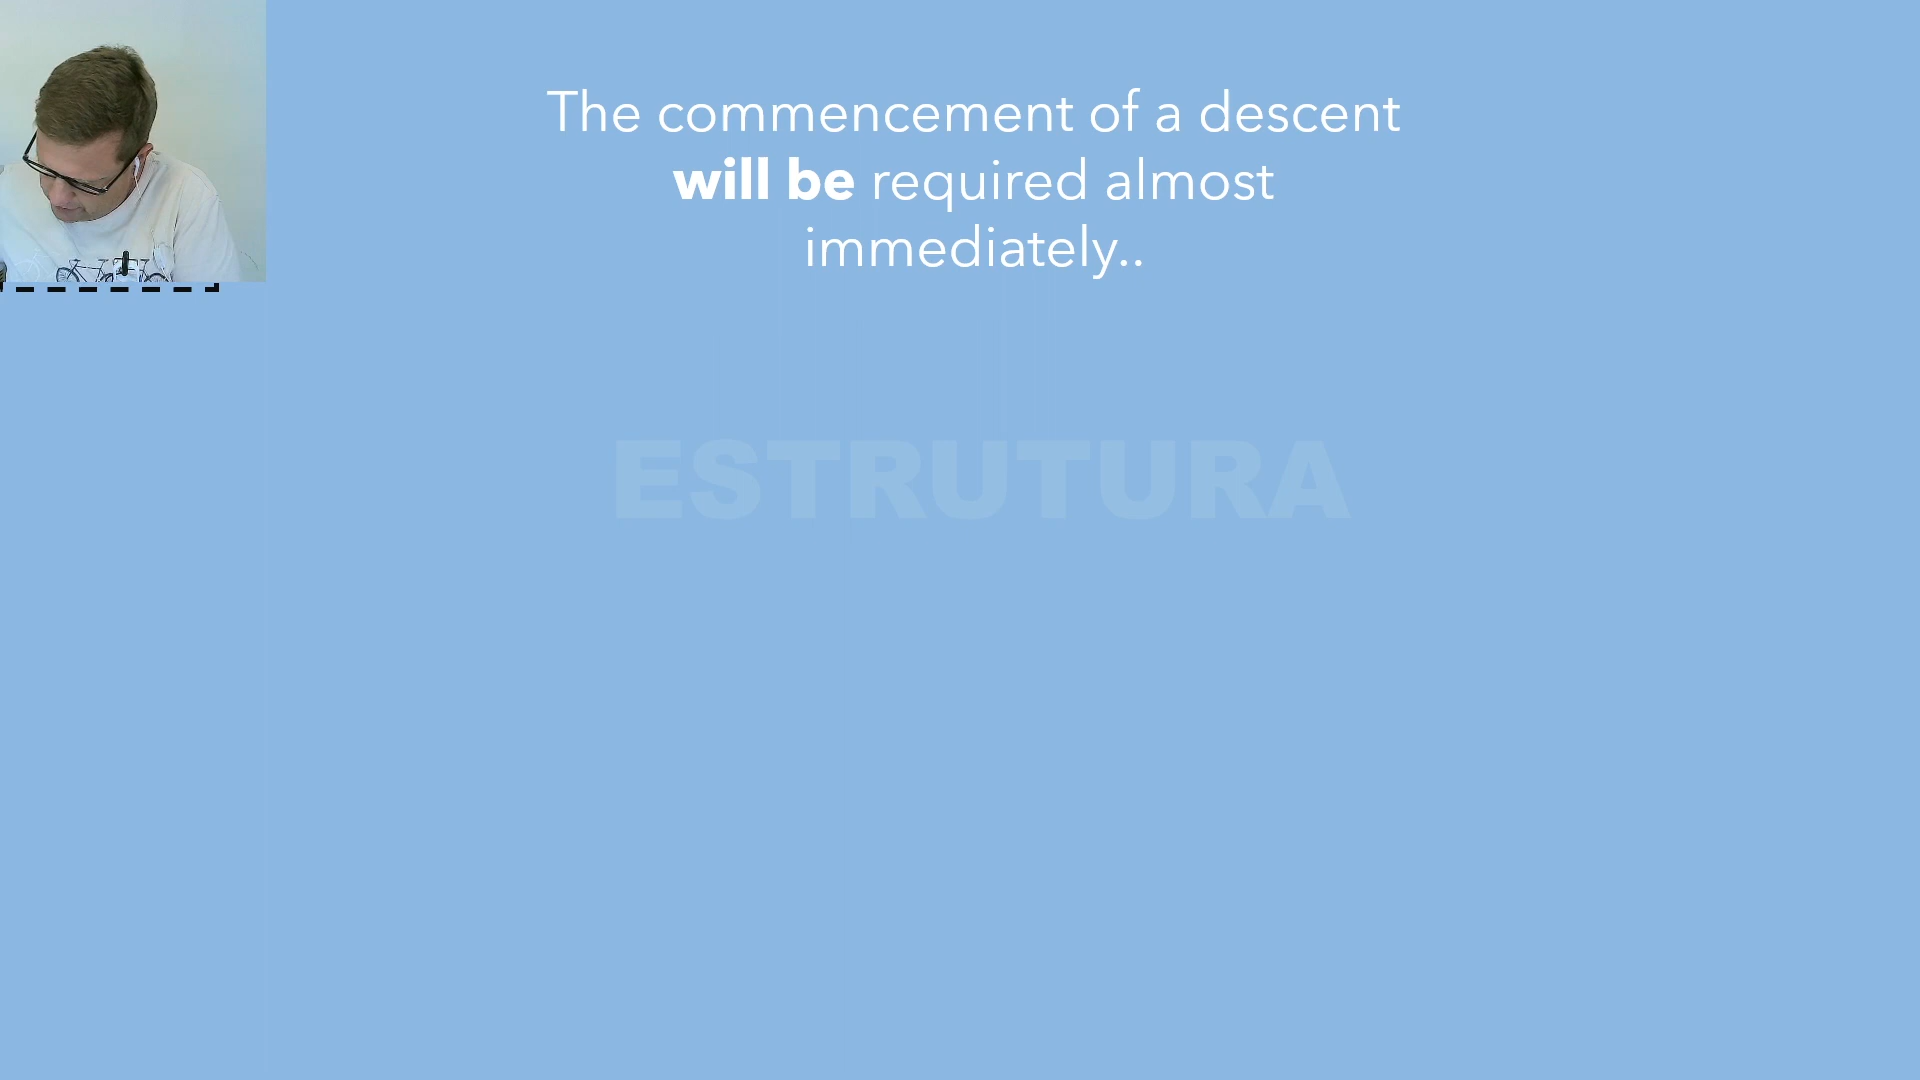 The commencement of a descent
will be required almost
immediately..
ESTRUTURA